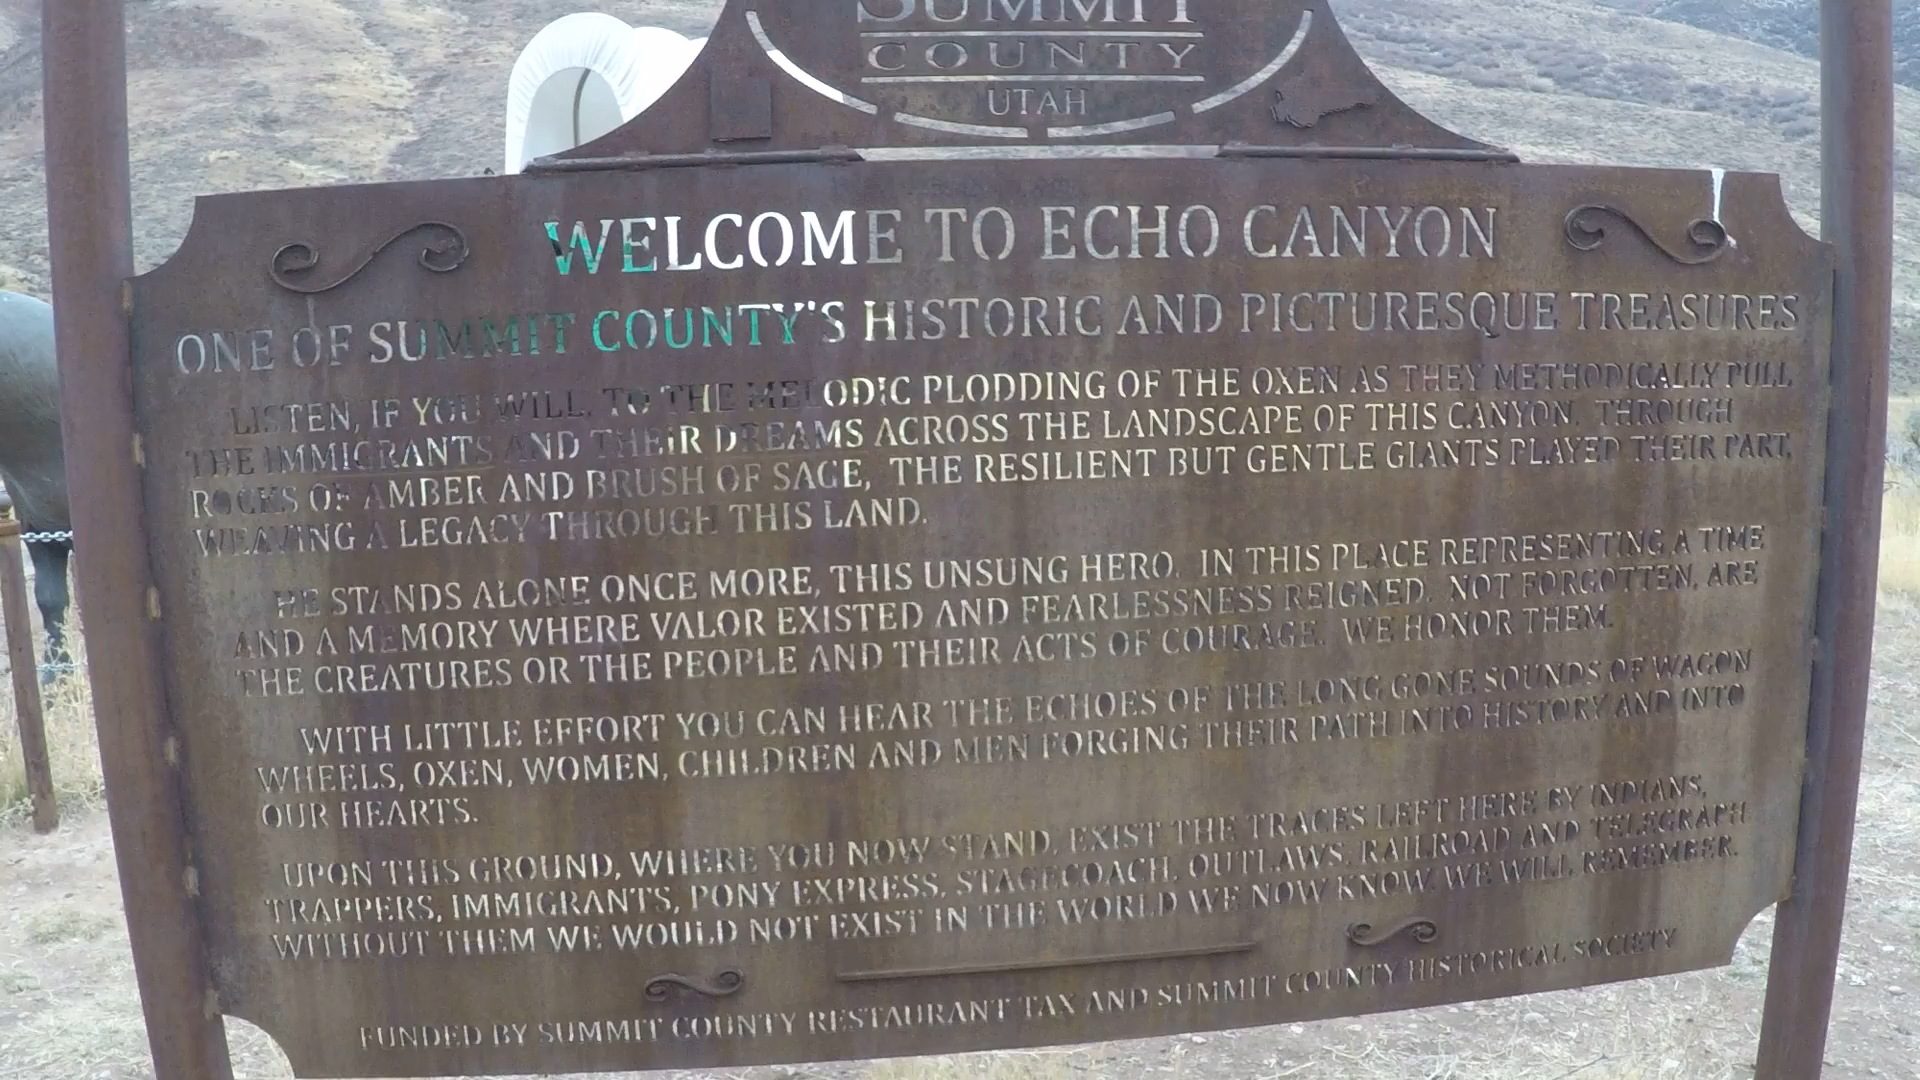 SUMMIT
COUNTY
UTAH
WELCOME TO ECHO CANYON
ONE OF SUMMIT COUNTY'S HISTORIC AND PICTURESQUE TREASURES
LISTEN, IF YOU WILL, TO THE MELODIC PLODDING OF THE OXEN AS THEY METHODICALLY PULL
THE IMMIGRANTS AND THEIR DREAMS ACROSS THE LANDSCAPE OF THIS CANYON. THROUGH
ROCKS OF AMBER AND BRUSH OF SAGE, THE RESILIENT BUT GENTLE GIANTS PLAYED THEIR PART,
WEAVING A LEGACY THROUGH THIS LAND.
HE STANDS ALONE ONCE MORE, THIS UNSUNG HERO. IN THIS PLACE REPRESENTING A TIME
AND A MEMORY WHERE VALOR EXISTED AND FEARLESSNESS REIGNED. NOT FORGOTTEN, ARE
THE CREATURES OR THE PEOPLE AND THEIR ACTS OF COURAGE. WE HONOR THEM.
WITH LITTLE EFFORT YOU CAN HEAR THE ECHOES OF THE LONG GONE SOUNDS OF WAGON
WHEELS, OXEN, WOMEN, CHILDREN AND MEN FORGING THEIR PATH INTO HISTORY AND INTO
OUR HEARTS.
UPON THIS GROUND, WHERE YOU NOW STAND, EXIST THE TRACES LEFT HERE BY INDIANS,
TRAPPERS, IMMIGRANTS, PONY EXPRESS, STAGECOACH, OUTLAWS, RAILROAD AND TELEGRAPH
WITHOUT THEM WE WOULD NOT EXIST IN THE WORLD WE NOW KNOW. WE WILL REMEMBER.
FUNDED BY SUMMIT COUNTY RESTAURANT TAX AND SUMMIT COUNTY HISTORICAL SOCIETY